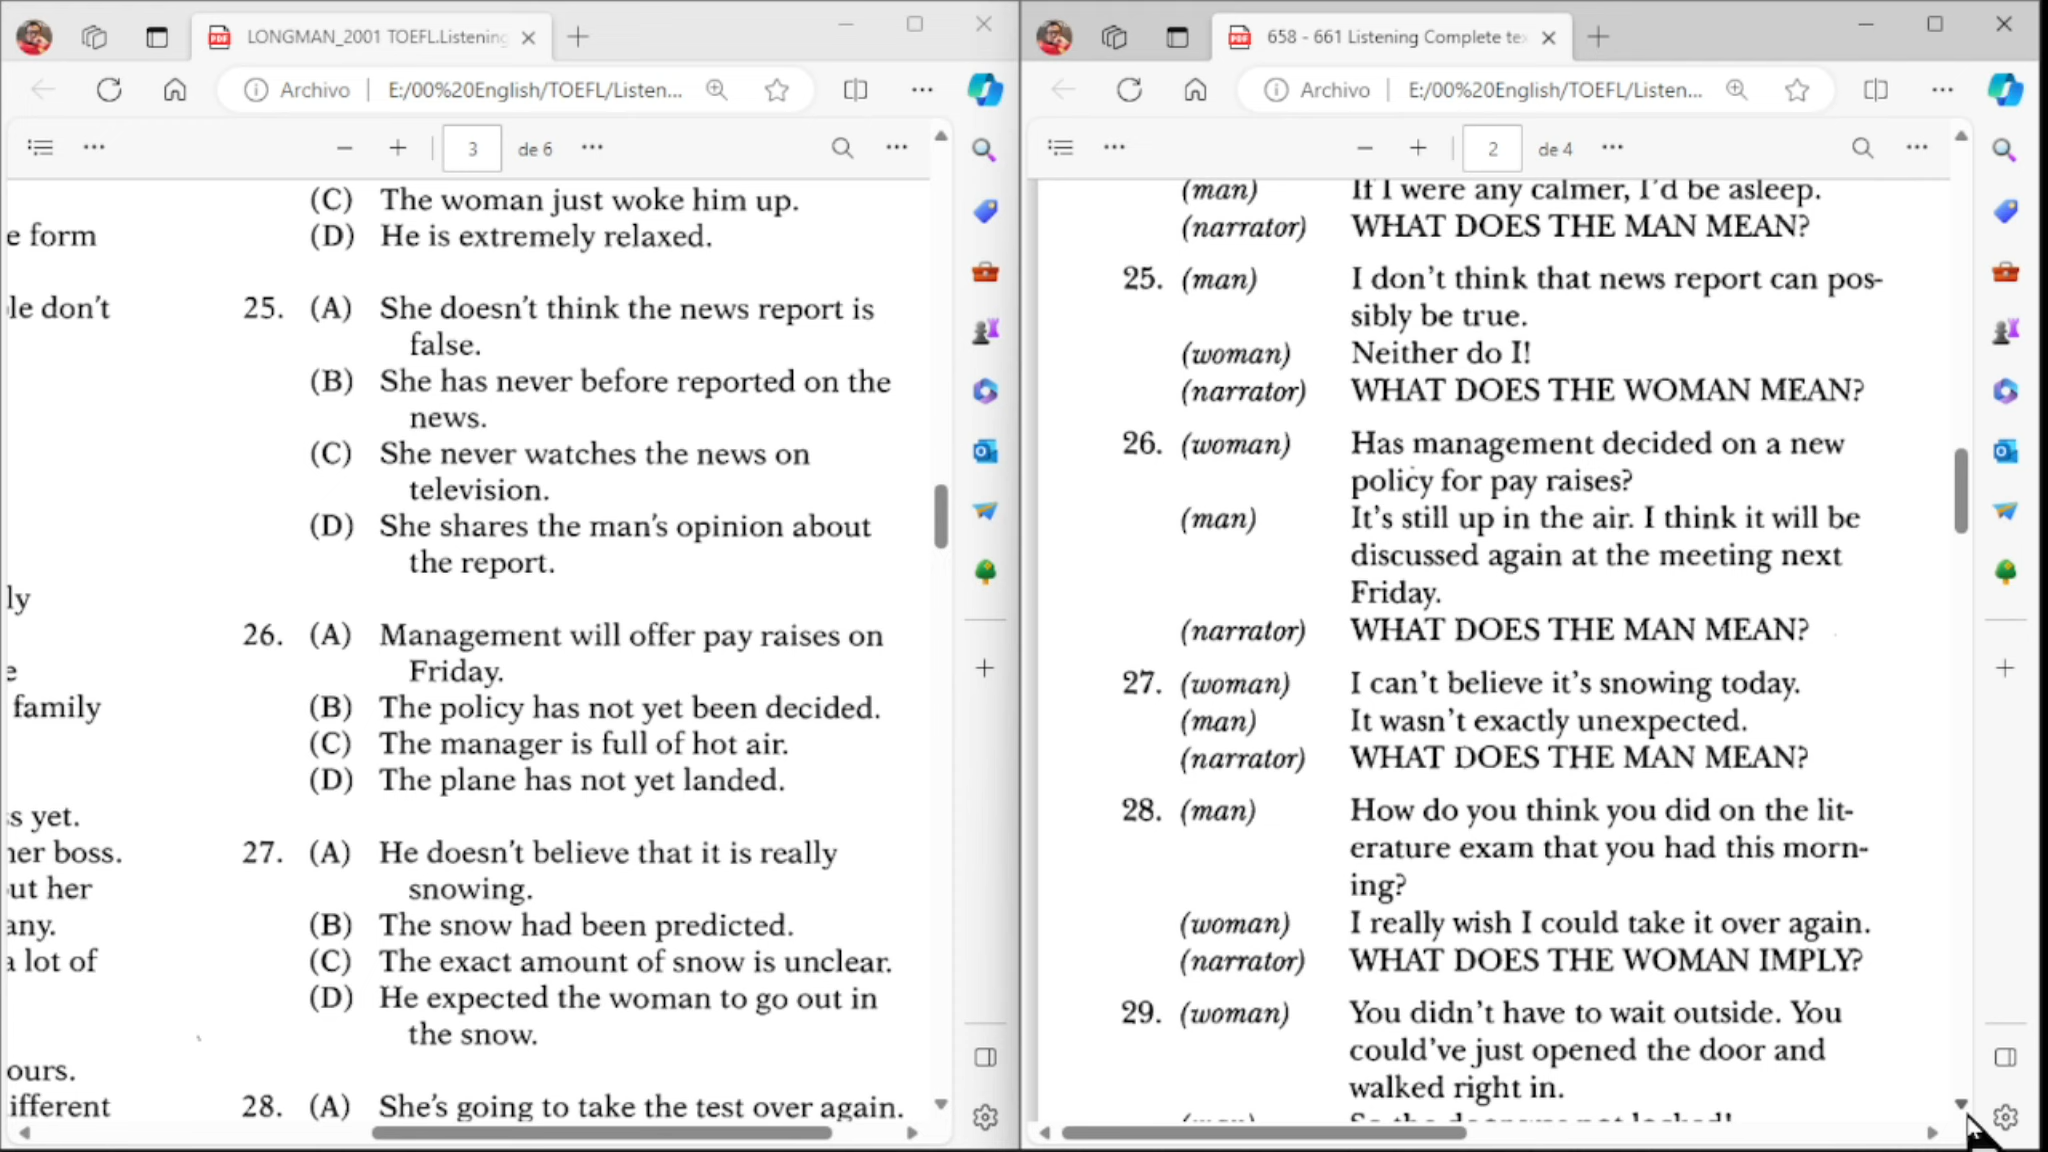 LONGMAN_2001 TOEFL.Listening
Archivo
E:/00%20English/TOEFL/Listen...
3
de 6
(C) The woman just woke him up.
e form
(D) He is extremely relaxed.
le don't
25. (A) She doesn't think the news report is
false.
(B) She has never before reported on the
news.
(C) She never watches the news on
television.
(D) She shares the man's opinion about
the report.
ly
26. (A) Management will offer pay raises on
Friday.
e
family
(B) The policy has not yet been decided.
(C) The manager is full of hot air.
(D) The plane has not yet landed.
s yet.
her boss.
27. (A) He doesn't believe that it is really
ut her
snowing.
any.
(B) The snow had been predicted.
a lot of
(C) The exact amount of snow is unclear.
(D) He expected the woman to go out in
the snow.
ours.
ifferent
28. (A) She's going to take the test over again.
658 - 661 Listening Complete te
Archivo
E:/00%20English/TOEFL/Listen...
2
de 4
(man) If I were any calmer, I'd be asleep.
(narrator) WHAT DOES THE MAN MEAN?
25. (man) I don't think that news report can pos-
sibly be true.
(woman) Neither do I!
(narrator) WHAT DOES THE WOMAN MEAN?
26. (woman) Has management decided on a new
policy for pay raises?
(man) It's still up in the air. I think it will be
discussed again at the meeting next
Friday.
(narrator) WHAT DOES THE MAN MEAN?
27. (woman) I can't believe it's snowing today.
(man) It wasn't exactly unexpected.
(narrator) WHAT DOES THE MAN MEAN?
28. (man) How do you think you did on the lit-
erature exam that you had this morn-
ing?
(woman) I really wish I could take it over again.
(narrator) WHAT DOES THE WOMAN IMPLY?
29. (woman) You didn't have to wait outside. You
could've just opened the door and
walked right in.